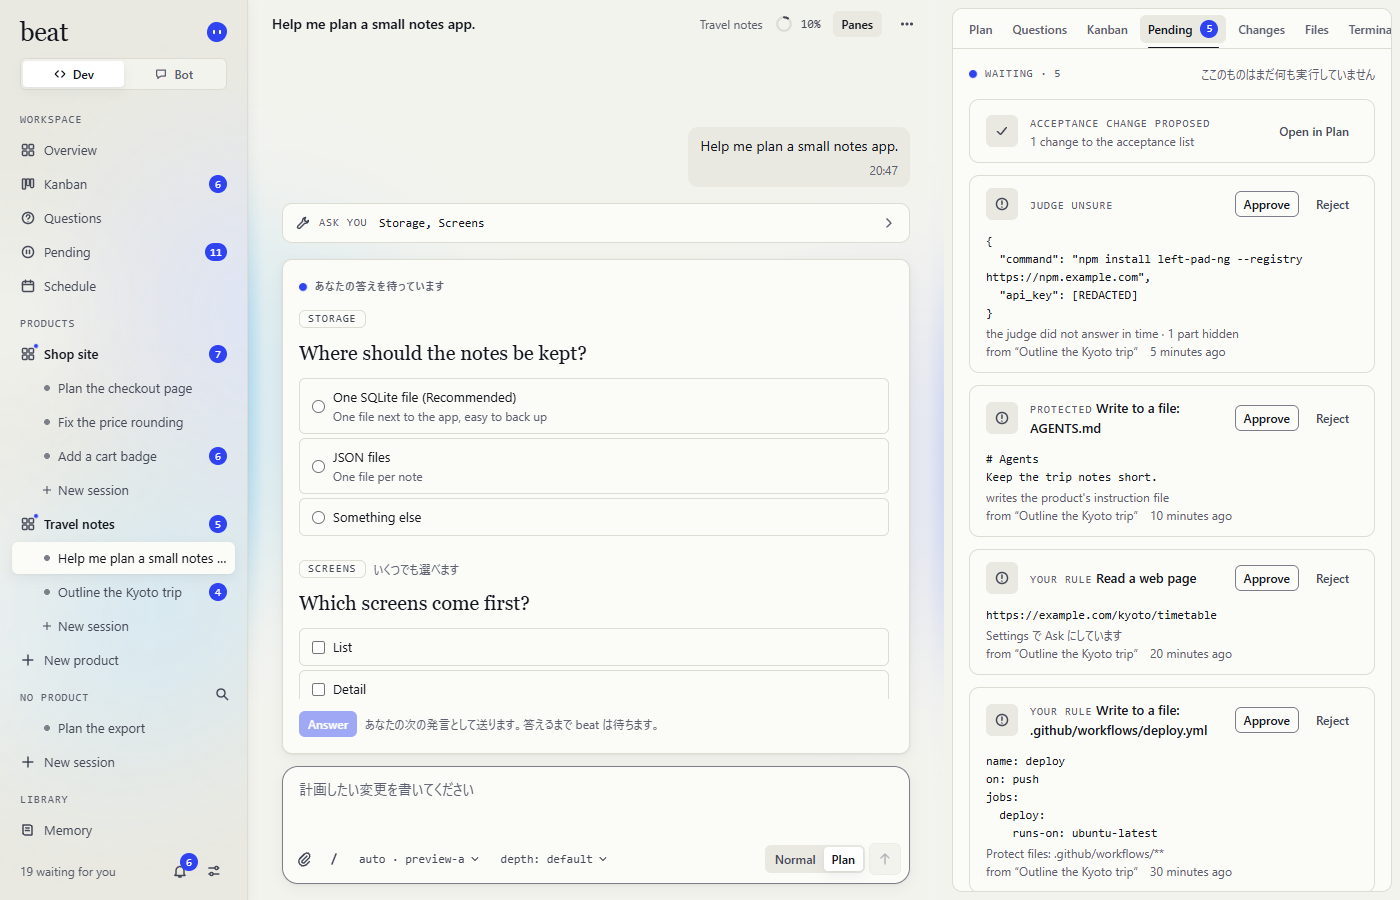 beat
Dev
Bot
WORKSPACE
Overview
Kanban 6
Questions
Pending 11
Schedule
PRODUCTS
Shop site 7
Plan the checkout page
Fix the price rounding
Add a cart badge 6
+ New session
Travel notes 5
Help me plan a small notes ...
Outline the Kyoto trip 4
+ New session
+ New product
NO PRODUCT
Plan the export
+ New session
LIBRARY
Memory
19 waiting for you 6
Help me plan a small notes app.
Travel notes 10% Panes
Help me plan a small notes app.
20:47
ASK YOU Storage, Screens
あなたの答えを待っています
STORAGE
Where should the notes be kept?
One SQLite file (Recommended)
One file next to the app, easy to back up
JSON files
One file per note
Something else
SCREENS いくつでも選べます
Which screens come first?
List
Detail
Answer あなたの次の発言として送ります。答えるまで beat は待ちます。
計画したい変更を書いてください
/ auto · preview-a depth: default Normal Plan
Plan Questions Kanban Pending 5 Changes Files Termina
WAITING · 5 ここのものはまだ何も実行していません
ACCEPTANCE CHANGE PROPOSED
1 change to the acceptance list
Open in Plan
JUDGE UNSURE Approve Reject
{
"command": "npm install left-pad-ng --registry
https://npm.example.com",
"api_key": [REDACTED]
}
the judge did not answer in time · 1 part hidden
from “Outline the Kyoto trip” 5 minutes ago
PROTECTED Write to a file:
AGENTS.md
Approve Reject
# Agents
Keep the trip notes short.
writes the product's instruction file
from “Outline the Kyoto trip” 10 minutes ago
YOUR RULE Read a web page Approve Reject
https://example.com/kyoto/timetable
Settings で Ask にしています
from “Outline the Kyoto trip” 20 minutes ago
YOUR RULE Write to a file:
.github/workflows/deploy.yml
Approve Reject
name: deploy
on: push
jobs:
deploy:
runs-on: ubuntu-latest
Protect files: .github/workflows/**
from “Outline the Kyoto trip” 30 minutes ago